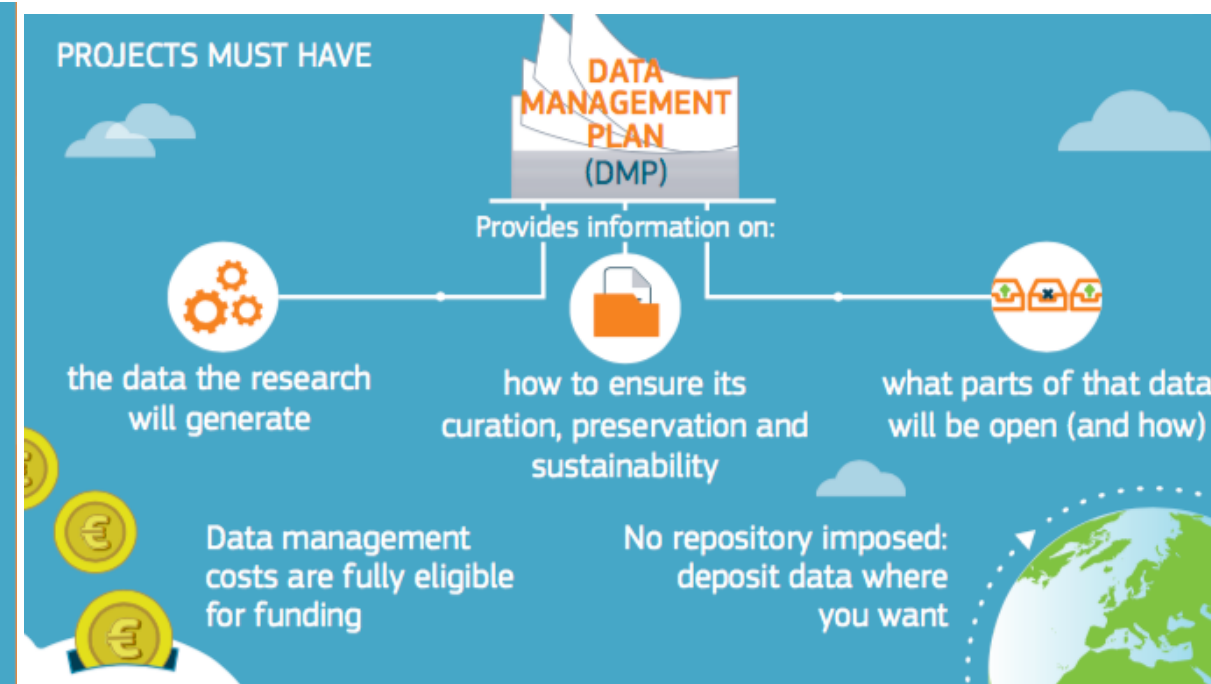 PROJECTS MUST HAVE
DATA
MANAGEMENT
PLAN
(DMP)
Provides information on:
the data the research
will generate
how to ensure its
curation, preservation and
sustainability
what parts of that data
will be open (and how)
Data management
costs are fully eligible
for funding
No repository imposed:
deposit data where
you want
€
€